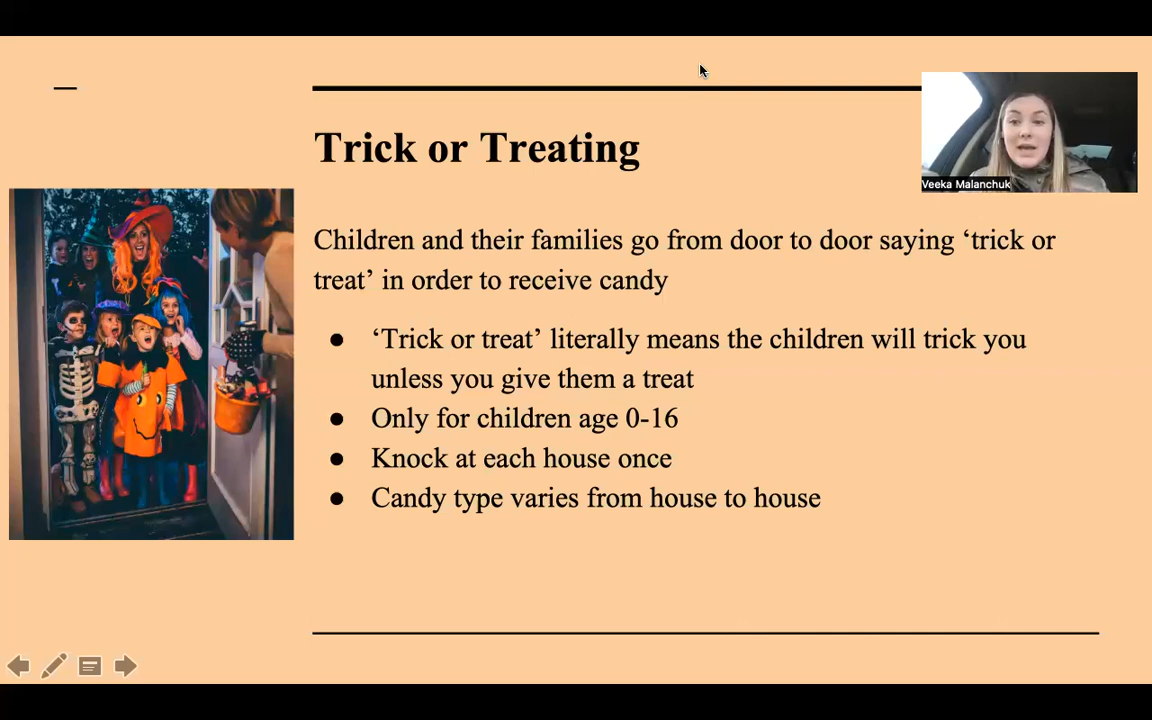 Trick or Treating
Veeka Malanchuk
Children and their families go from door to door saying ‘trick or
treat’ in order to receive candy
● ‘Trick or treat’ literally means the children will trick you
unless you give them a treat
● Only for children age 0-16
● Knock at each house once
● Candy type varies from house to house